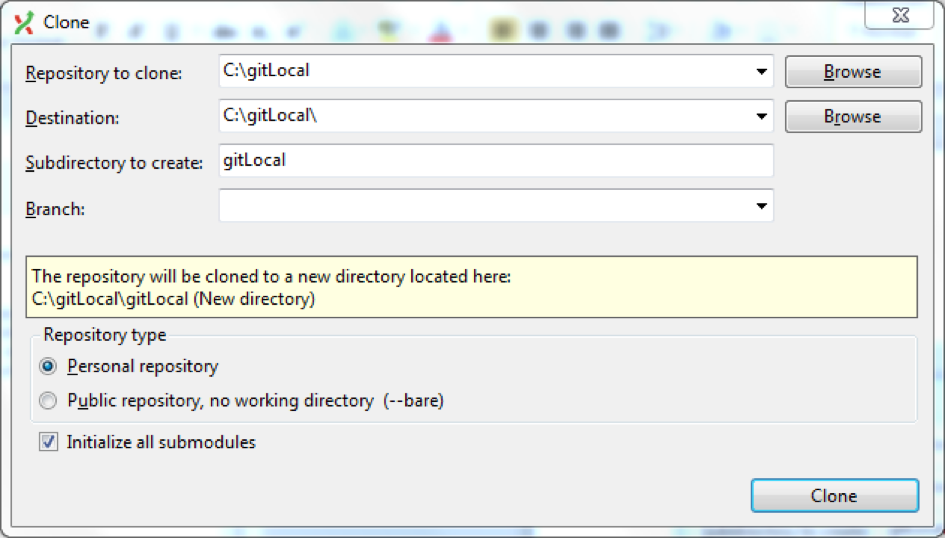 Clone
Repository to clone: C:\gitLocal Browse
Destination: C:\gitLocal\ Browse
Subdirectory to create: gitLocal
Branch:
The repository will be cloned to a new directory located here:
C:\gitLocal\gitLocal (New directory)
Repository type
Personal repository
Public repository, no working directory (--bare)
Initialize all submodules
Clone